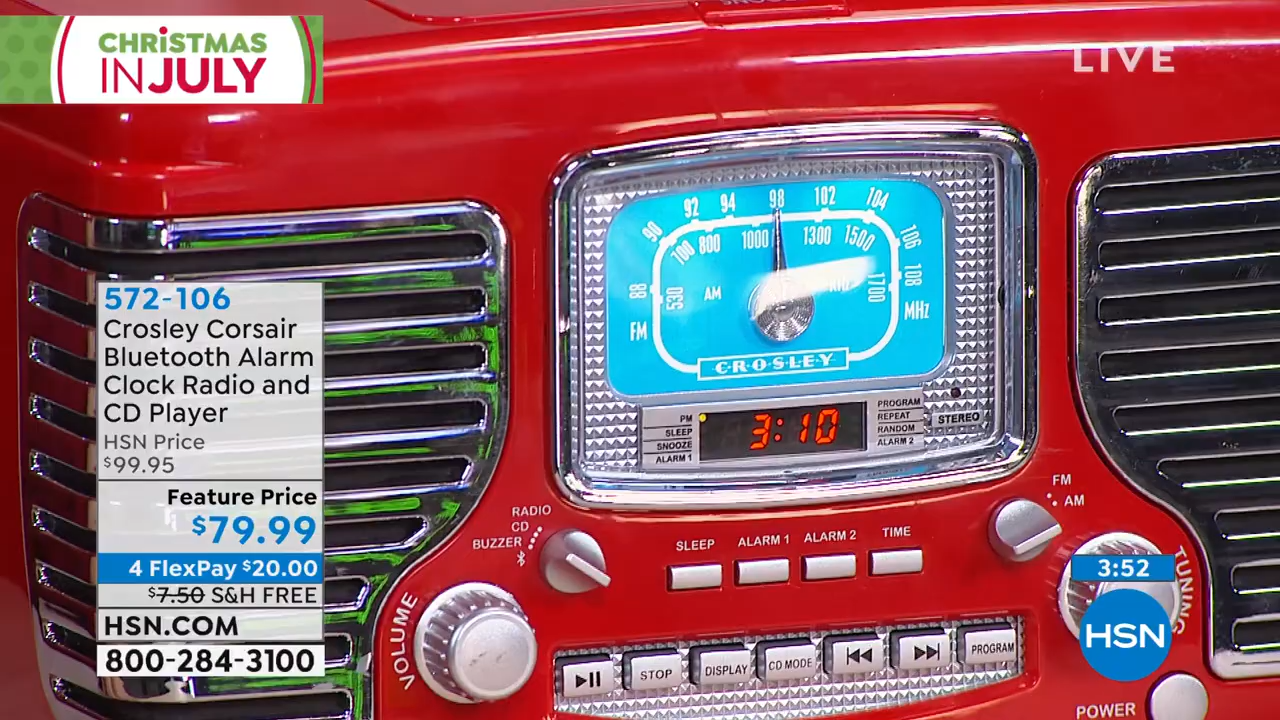 CHRiSTMAS
INJULY
LIVE
572-106
Crosley Corsair
Bluetooth Alarm
Clock Radio and
CD Player
HSN Price
$99.95
Feature Price
$79.99
4 FlexPay $20.00
$7.50 S&H FREE
HSN.COM
800-284-3100
88 90 92 94 98 102 104 106 108
530 700 800 1000 1300 1500 1700
AM
FM
MHz
CROSLEY
PM
SLEEP
SNOOZE
ALARM 1
3:10
PROGRAM
REPEAT
RANDOM
ALARM 2
STEREO
RADIO
CD
BUZZER
SLEEP
ALARM 1
ALARM 2
TIME
FM
AM
VOLUME
TUNING
STOP
DISPLAY
CD MODE
PROGRAM
POWER
3:52
HSN